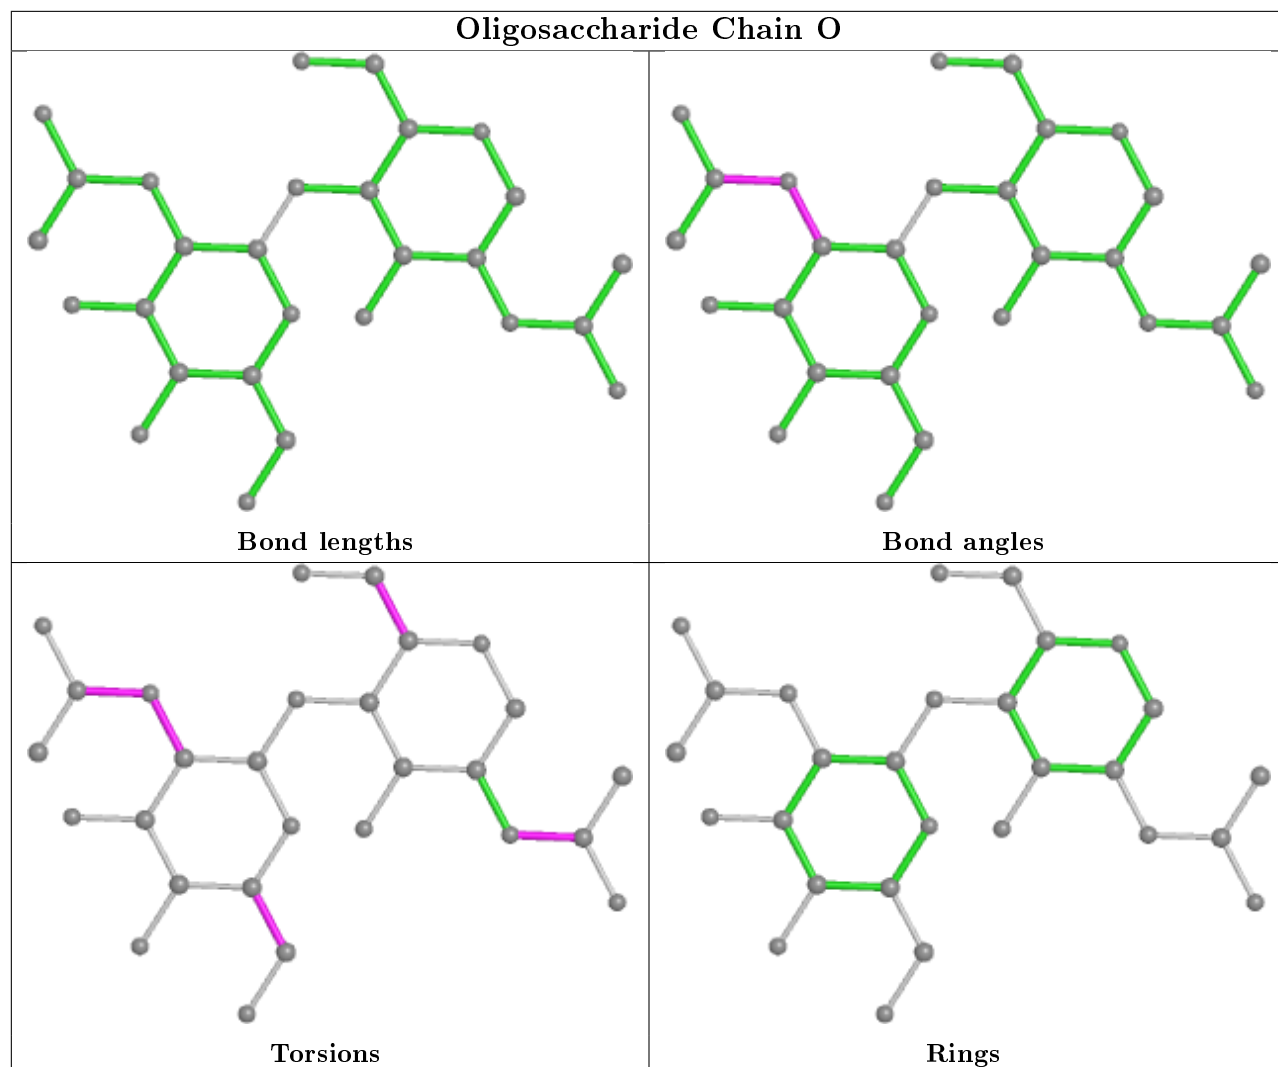 Oligosaccharide Chain O
Bond lengths
Bond angles
Torsions
Rings